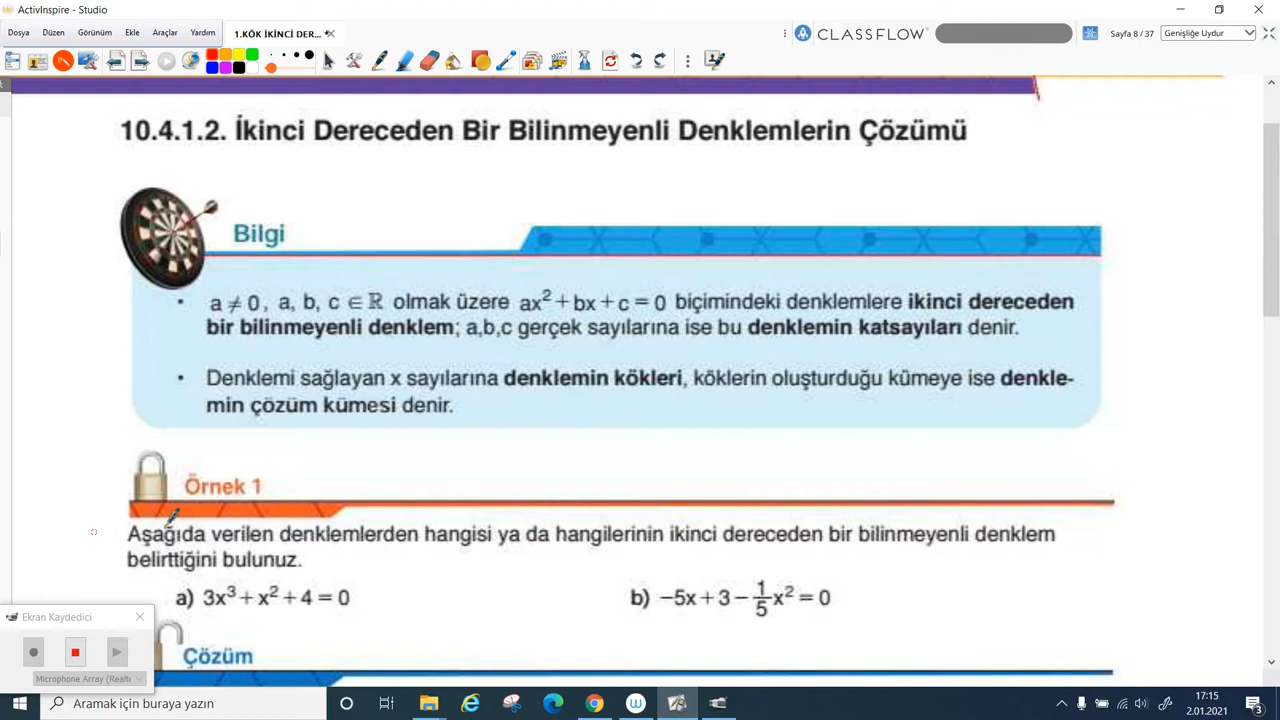 ActivInspire - Studio
Dosya Düzen Görünüm Ekle Araçlar Yardım
1.KÖK İKİNCİ DER...
CLASSFLOW
Sayfa 8 / 37
Genişliğe Uydur
10.4.1.2. İkinci Dereceden Bir Bilinmeyenli Denklemlerin Çözümü
Bilgi
• a ≠ 0, a, b, c ∈ ℝ olmak üzere ax² + bx + c = 0 biçimindeki denklemlere ikinci dereceden
bir bilinmeyenli denklem; a,b,c gerçek sayılarına ise bu denklemin katsayıları denir.
• Denklemi sağlayan x sayılarına denklemin kökleri, köklerin oluşturduğu kümeye ise denkle-
min çözüm kümesi denir.
Örnek 1
Aşağıda verilen denklemlerden hangisi ya da hangilerinin ikinci dereceden bir bilinmeyenli denklem
belirttiğini bulunuz.
a) 3x³ + x² + 4 = 0 b) −5x + 3 − 1/5 x² = 0
Çözüm
Ekran Kaydedici
Microphone Array (Realt
Aramak için buraya yazın
17:15
2.01.2021
3